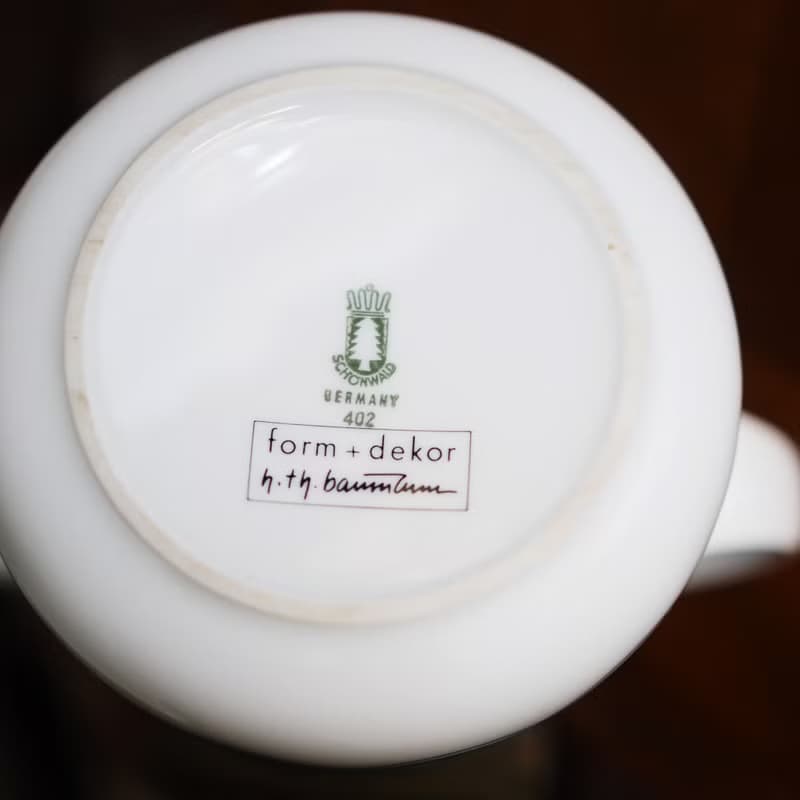 SCHÖNWALD
GERMANY
402
form + dekor
h.th. baumann